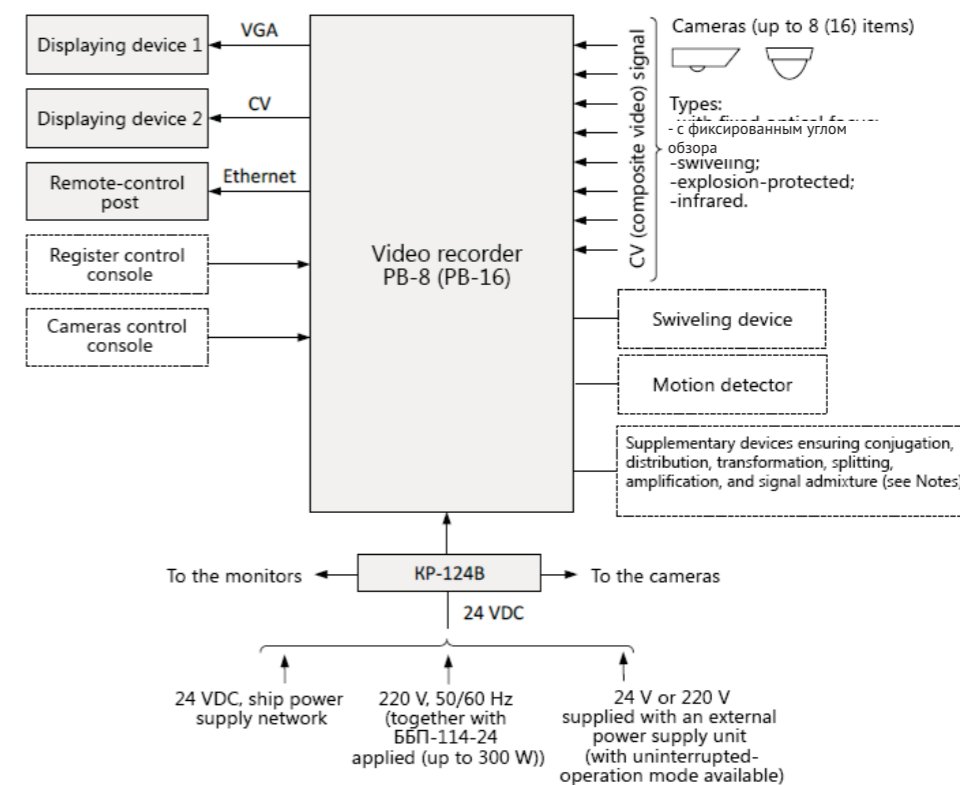 Displaying device 1
VGA
Displaying device 2
CV
Remote-control
post
Ethernet
Register control
console
Cameras control
console
Video recorder
РВ-8 (РВ-16)
CV (composite video) signal
Cameras (up to 8 (16) items)
Types:
- с фиксированным углом
обзора
-swiveling;
-explosion-protected;
-infrared.
Swiveling device
Motion detector
Supplementary devices ensuring conjugation,
distribution, transformation, splitting,
amplification, and signal admixture (see Notes)
To the monitors
КР-124В
To the cameras
24 VDC
24 VDC, ship power
supply network
220 V, 50/60 Hz
(together with
ББП-114-24
applied (up to 300 W))
24 V or 220 V
supplied with an external
power supply unit
(with uninterrupted-
operation mode available)